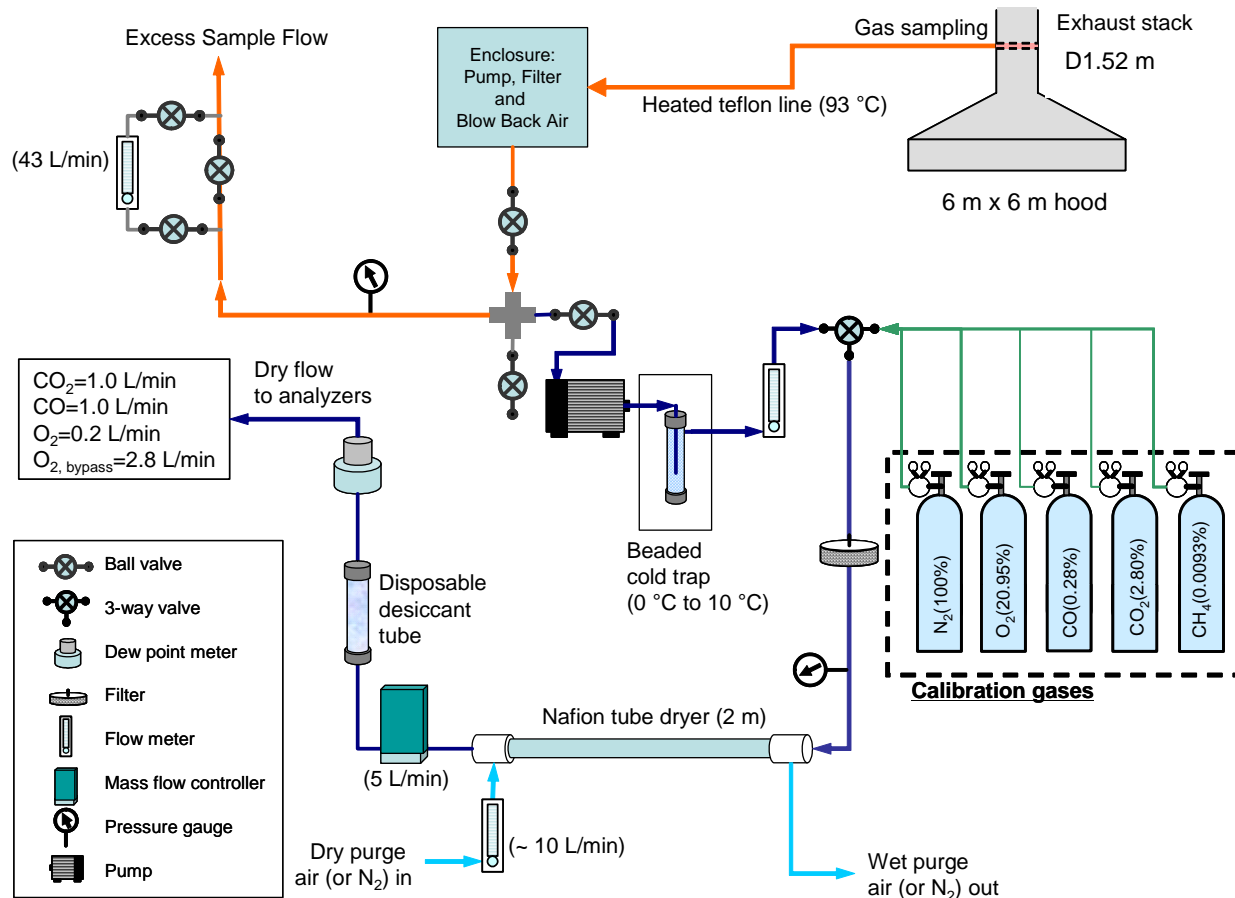 Excess Sample Flow
Enclosure:
Pump, Filter
and
Blow Back Air
Gas sampling
Exhaust stack
D1.52 m
Heated teflon line (93 °C)
6 m x 6 m hood
(43 L/min)
CO2=1.0 L/min
CO=1.0 L/min
O2=0.2 L/min
O2, bypass=2.8 L/min
Dry flow
to analyzers
Beaded
cold trap
(0 °C to 10 °C)
N2(100%)
O2(20.95%)
CO(0.28%)
CO2(2.80%)
CH4(0.0093%)
Calibration gases
Disposable
desiccant
tube
Nafion tube dryer (2 m)
(5 L/min)
(~ 10 L/min)
Dry purge
air (or N2) in
Wet purge
air (or N2) out
Ball valve
3-way valve
Dew point meter
Filter
Flow meter
Mass flow controller
Pressure gauge
Pump